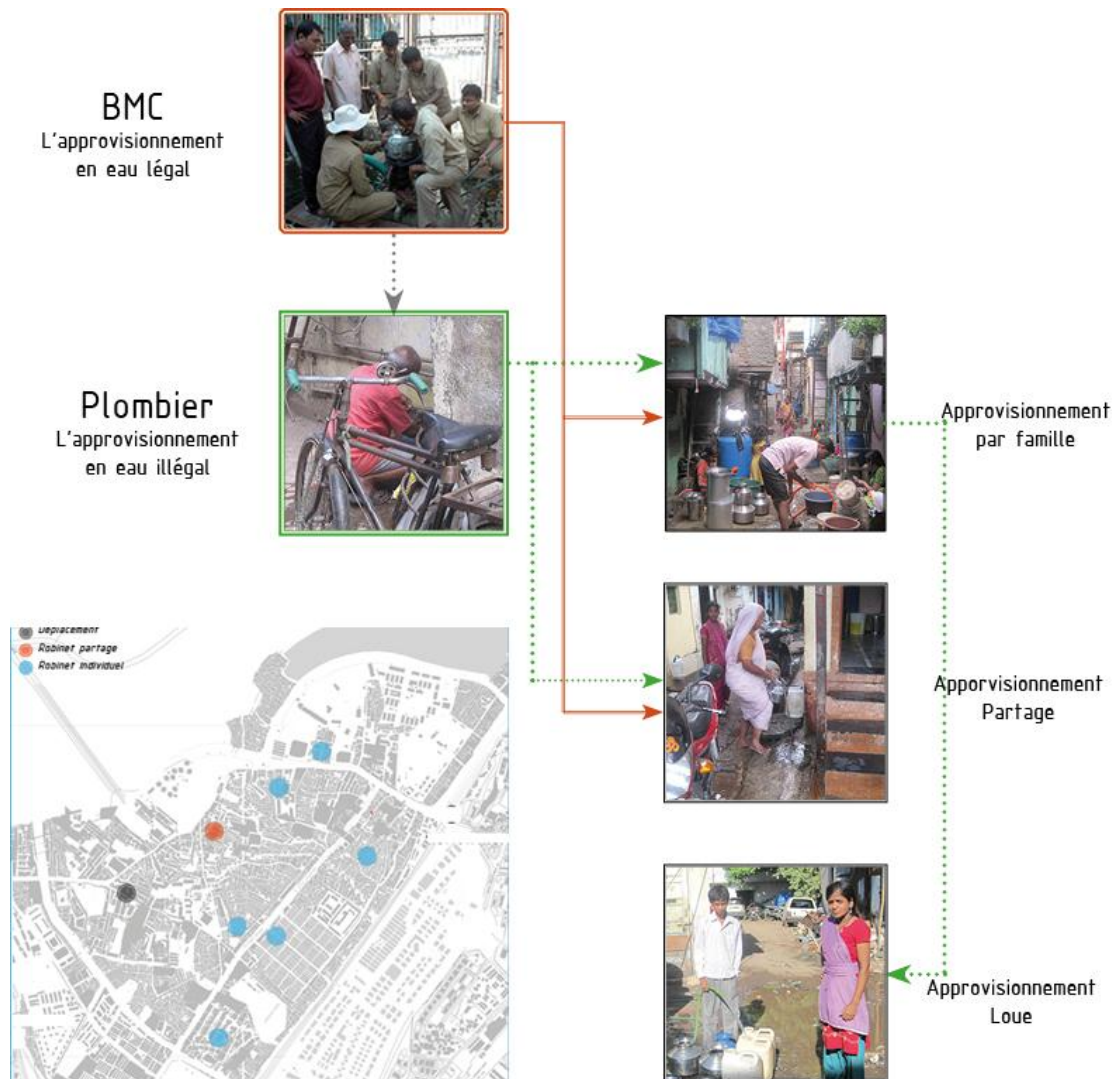 BMC
L'approvisionnement
en eau légal
Plombier
L'approvisionnement
en eau illégal
Approvisionnement
par famille
Apporvisionnement
Partage
Approvisionnement
Loue
Déplacement
Robinet partage
Robinet individuel